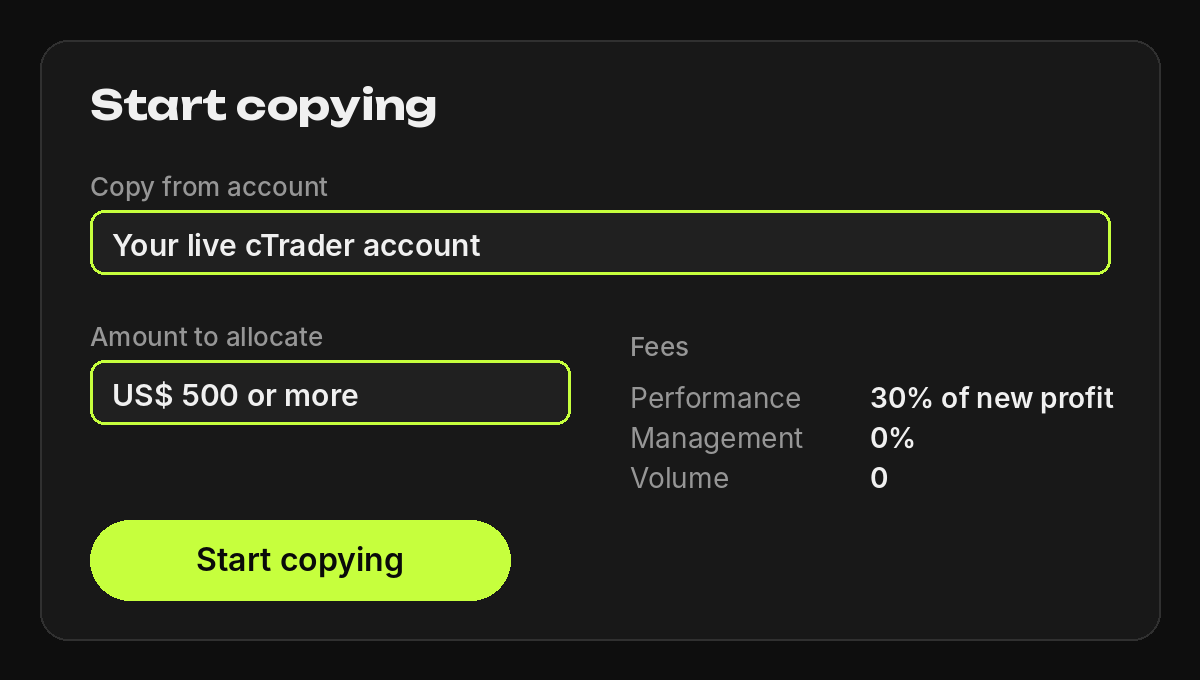 Start copying
Copy from account
Your live cTrader account
Amount to allocate
US$ 500 or more
Fees
Performance 30% of new profit
Management 0%
Volume 0
Start copying